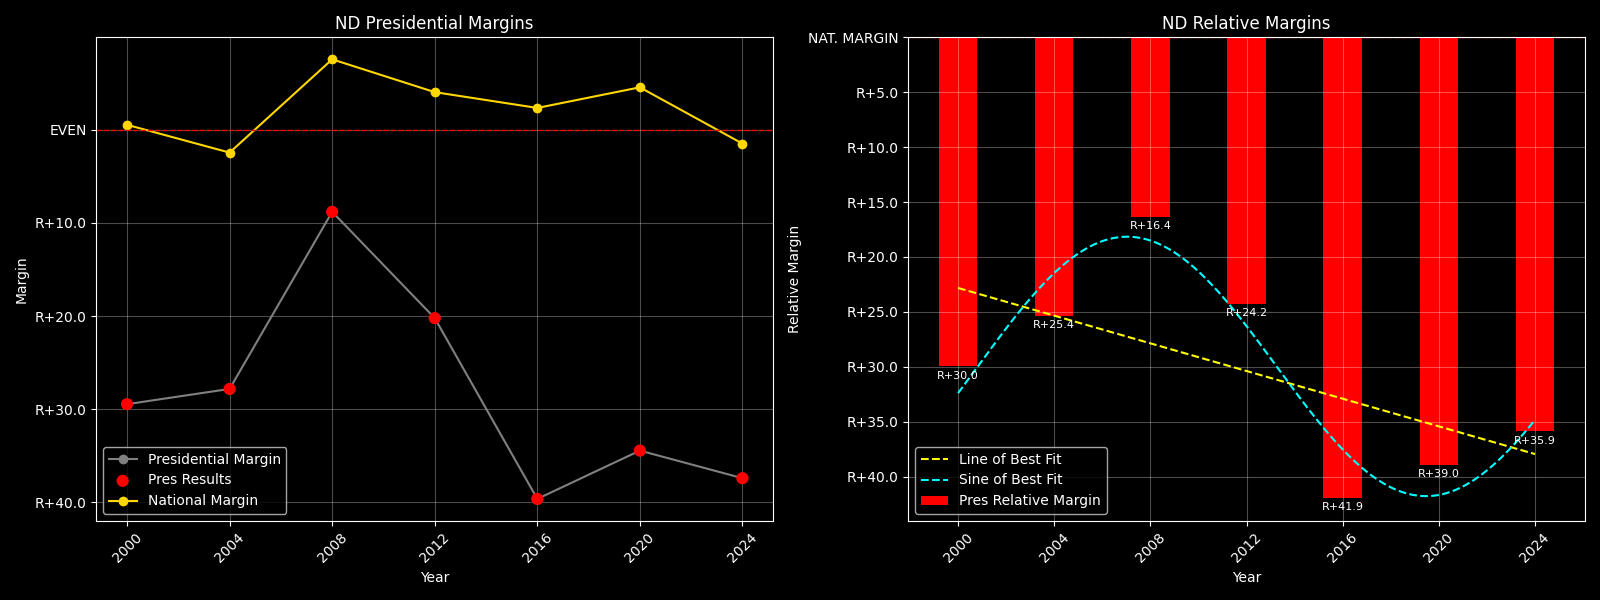 ND Presidential Margins
EVEN
R+10.0
R+20.0
R+30.0
R+40.0
Margin
Presidential Margin
Pres Results
National Margin
2000
2004
2008
2012
2016
2020
2024
Year
ND Relative Margins
NAT. MARGIN
R+5.0
R+10.0
R+15.0
R+20.0
R+25.0
R+30.0
R+35.0
R+40.0
Relative Margin
R+30.0
R+25.4
R+16.4
R+24.2
R+41.9
R+39.0
R+35.9
Line of Best Fit
Sine of Best Fit
Pres Relative Margin
2000
2004
2008
2012
2016
2020
2024
Year